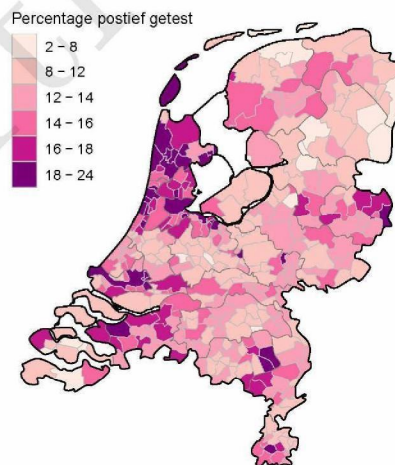 Percentage postief getest
2 – 8
8 – 12
12 – 14
14 – 16
16 – 18
18 – 24